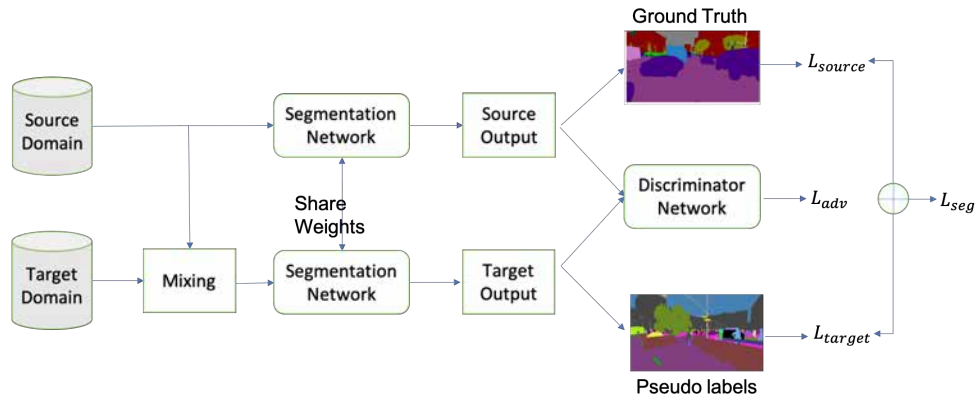 Ground Truth
L_source
Source
Domain
Segmentation
Network
Source
Output
Share
Weights
Discriminator
Network
L_adv
L_seg
Target
Domain
Mixing
Segmentation
Network
Target
Output
L_target
Pseudo labels